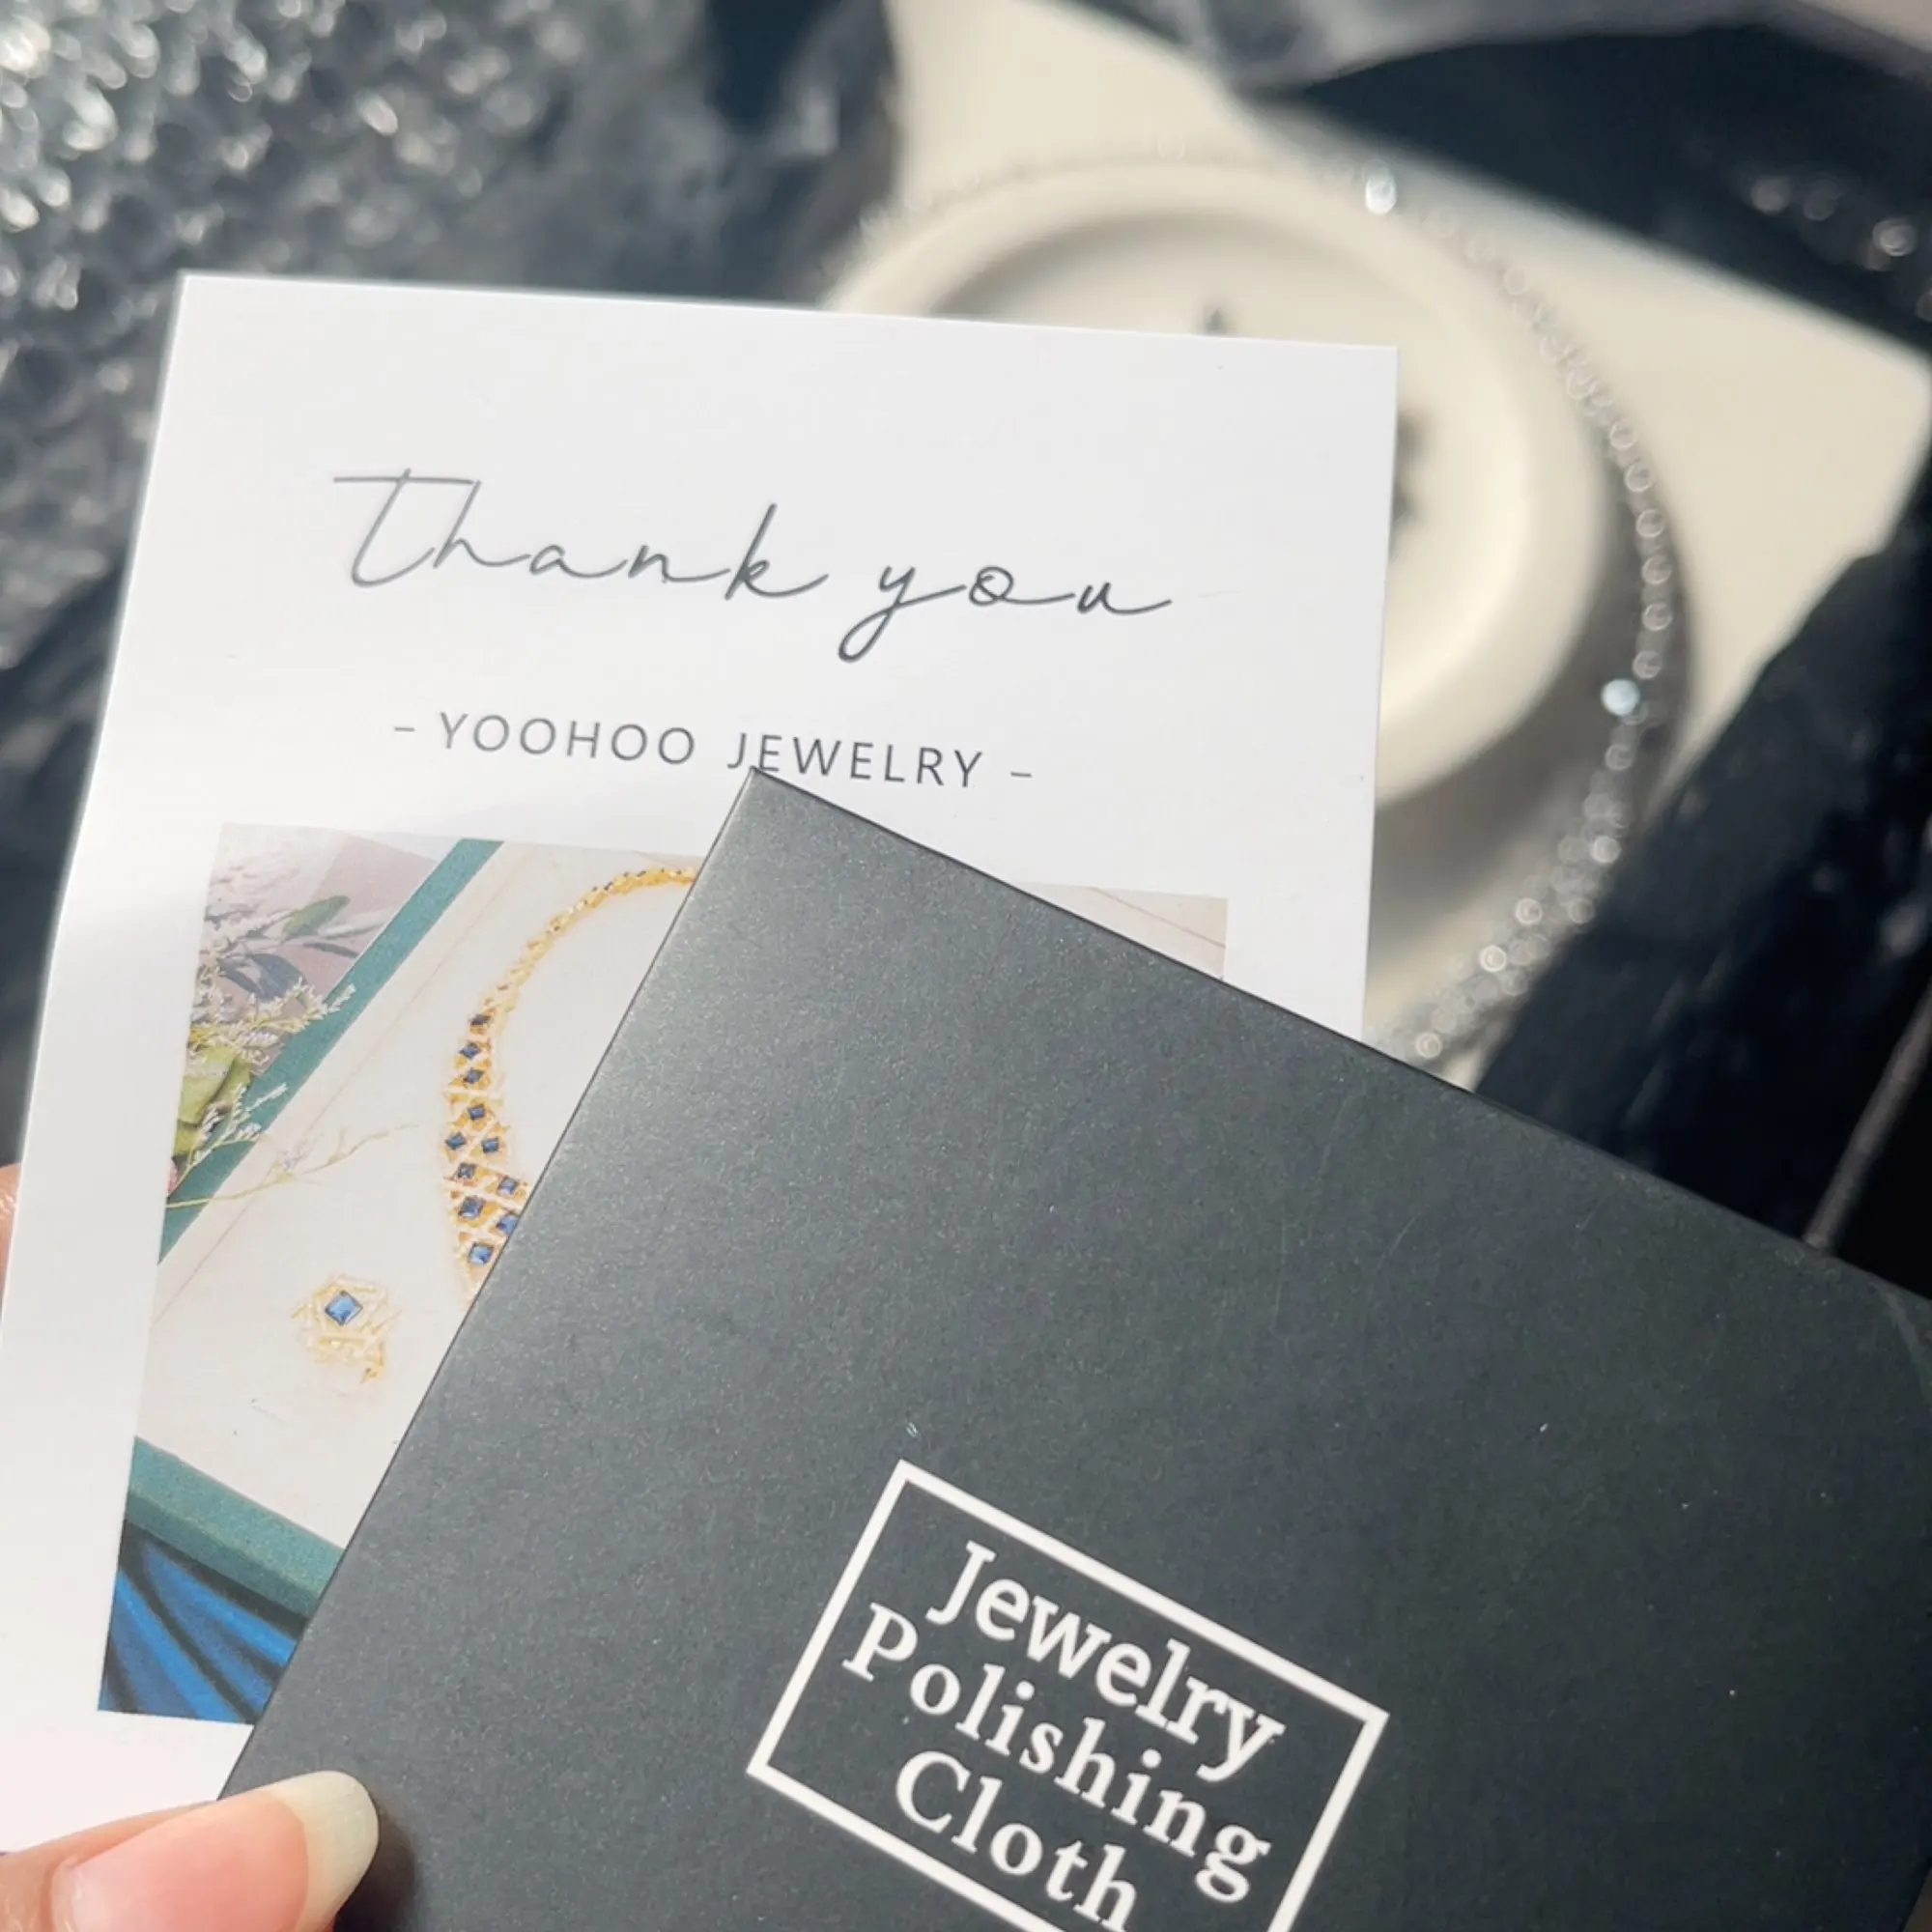 Thank you
– YOOHOO JEWELRY –
Jewelry
Polishing
Cloth